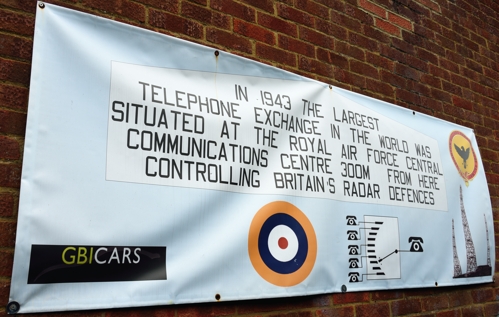 IN 1943 THE LARGEST
TELEPHONE EXCHANGE IN THE WORLD WAS
SITUATED AT THE ROYAL AIR FORCE CENTRAL
COMMUNICATIONS CENTRE 300M FROM HERE
CONTROLLING BRITAIN'S RADAR DEFENCES
GBICARS